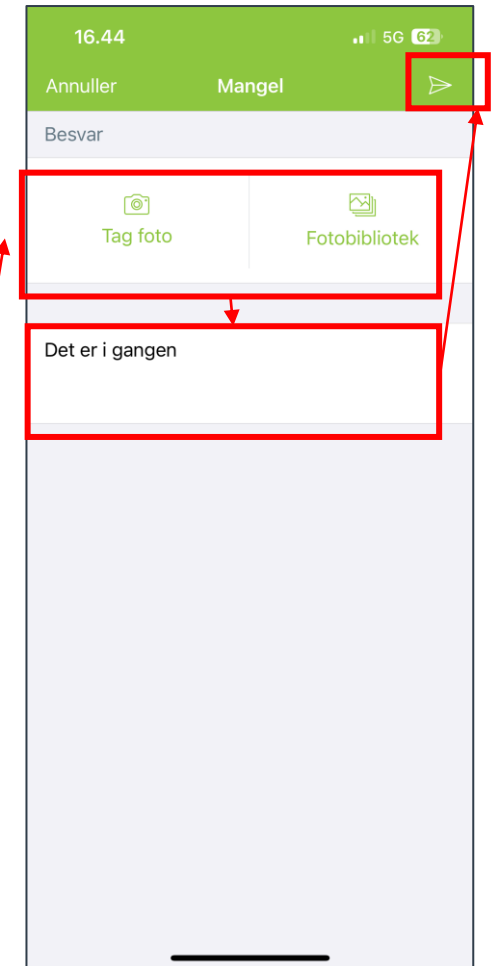 16.44 5G 62
Annuller Mangel
Besvar
Tag foto Fotobibliotek
Det er i gangen